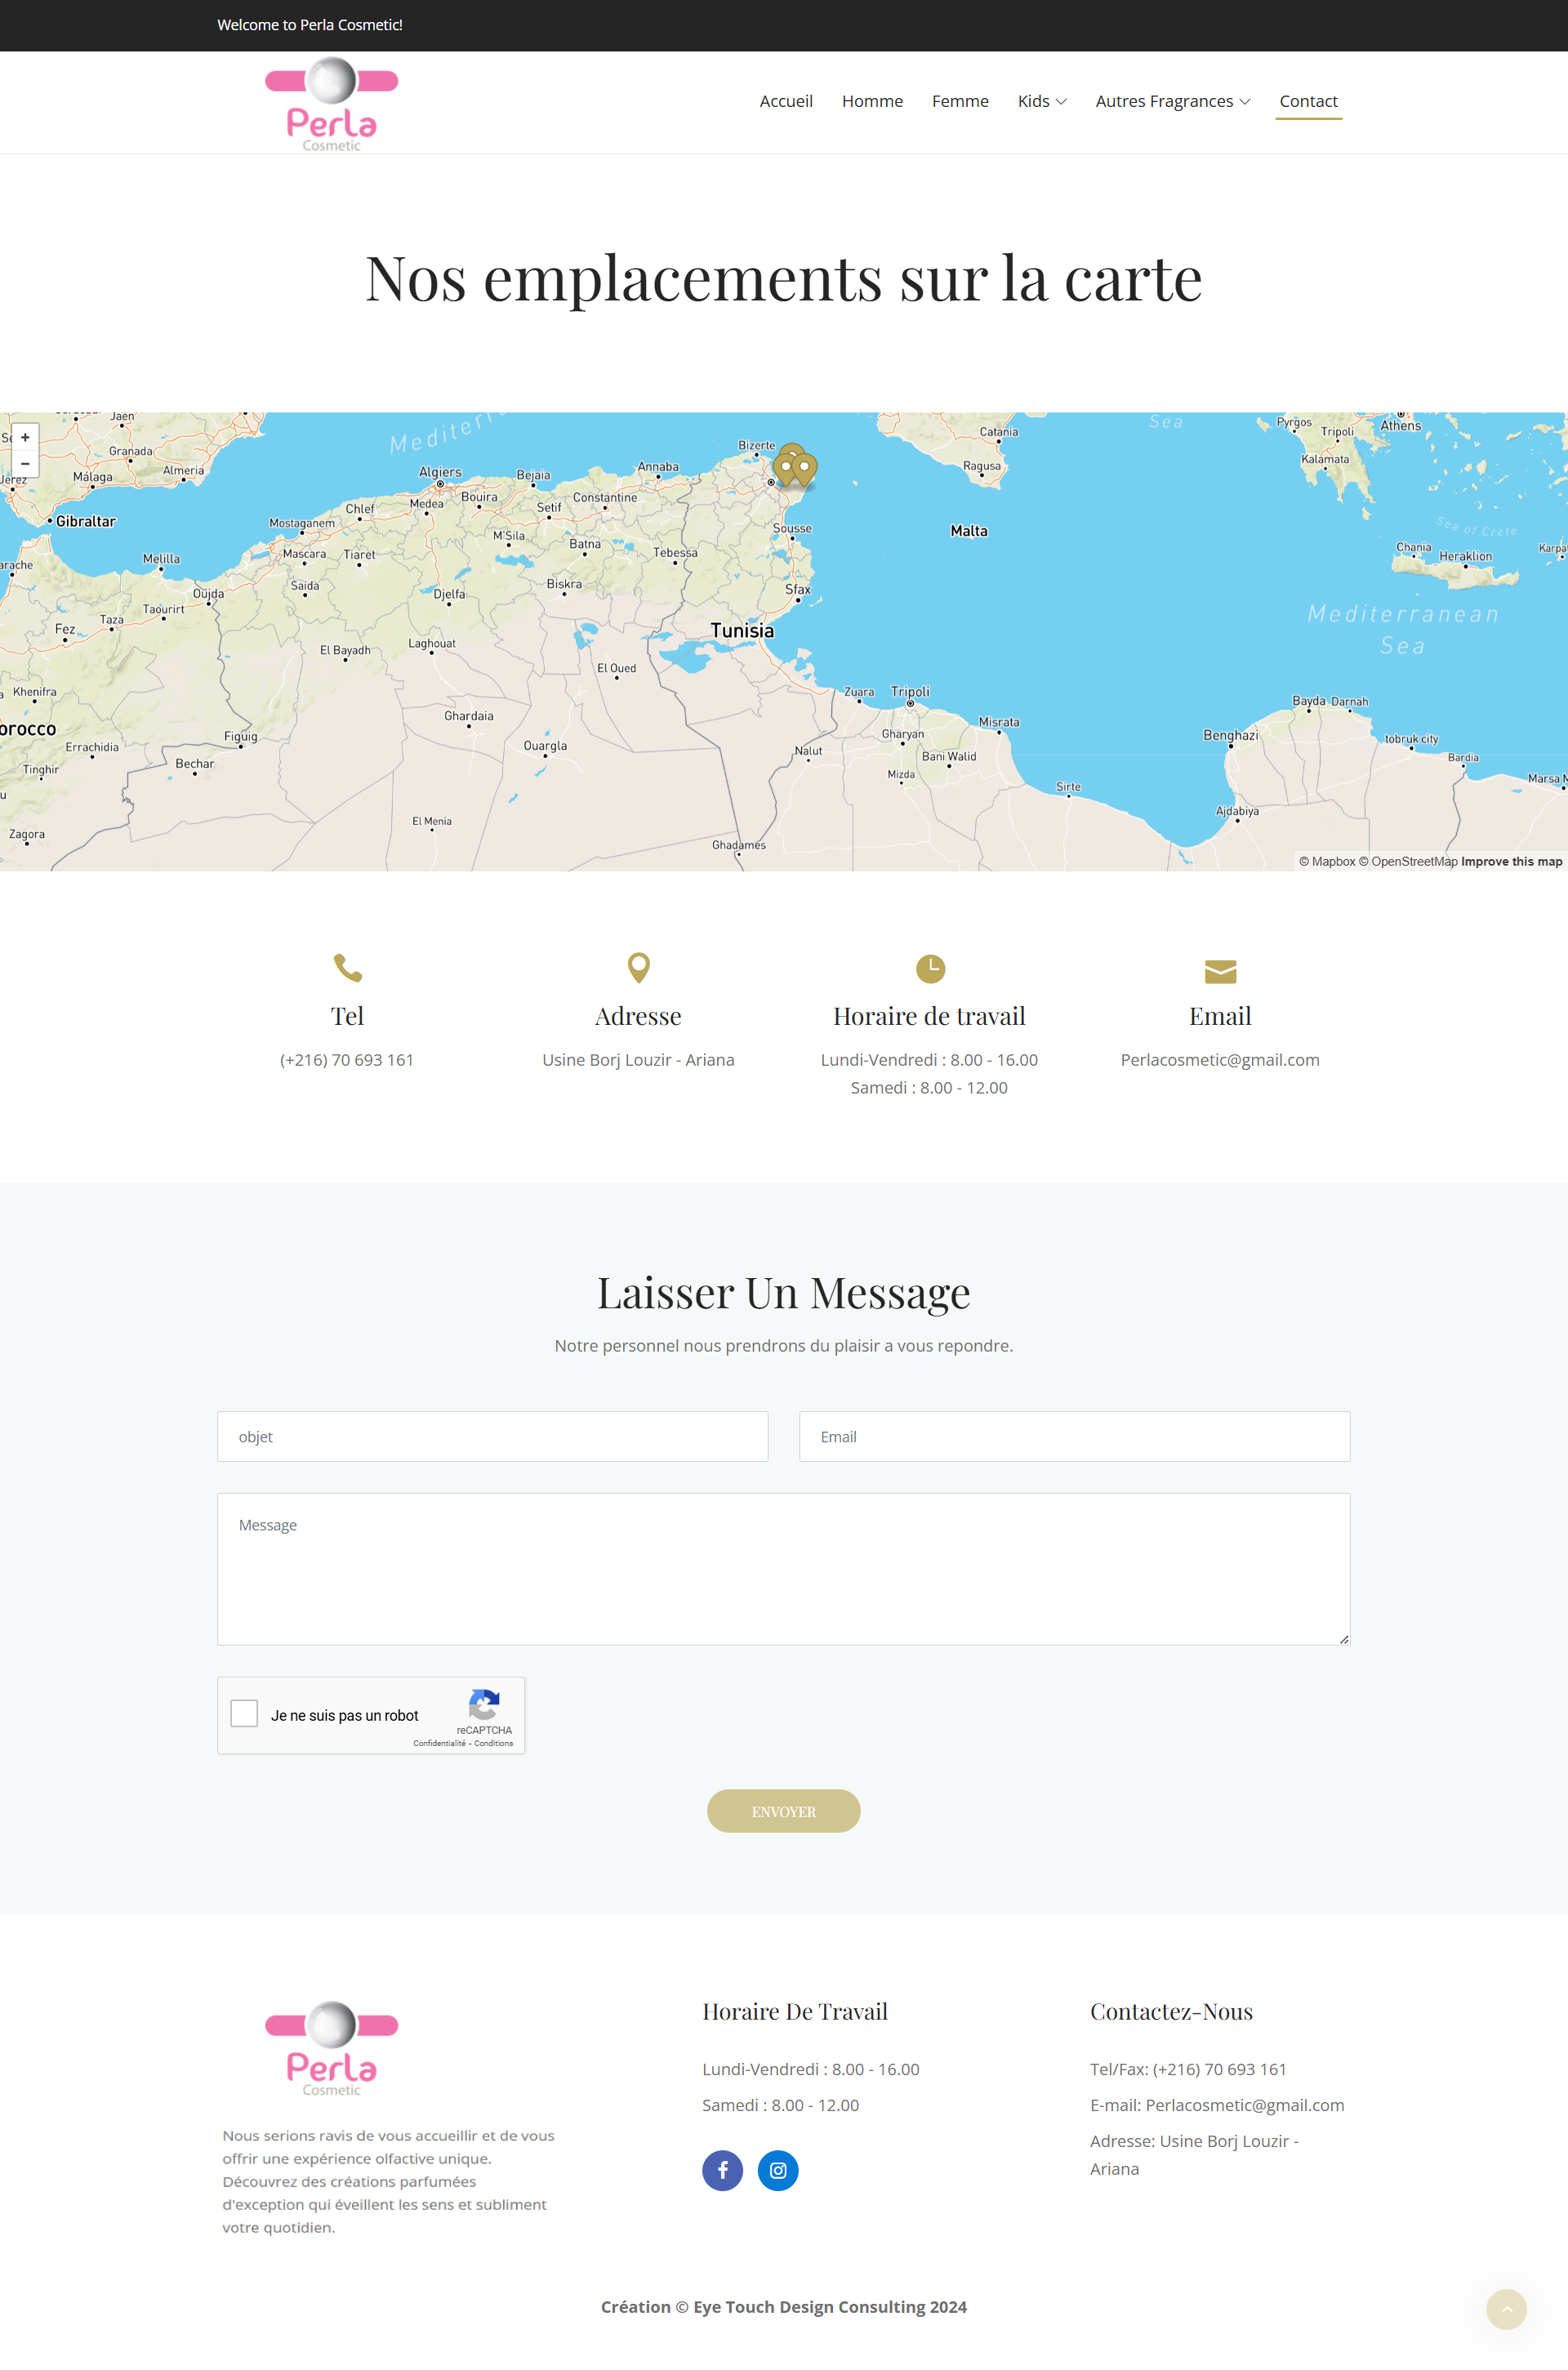 Welcome to Perla Cosmetic!
Perla
Cosmetic
Accueil Homme Femme Kids Autres Fragrances Contact
Nos emplacements sur la carte
+
−
Jaén
Granada
Málaga
Almeria
Jerez
Gibraltar
Mediterr
Sea
Catania
Ragusa
Pyrgos
Tripoli
Athens
Kalamata
Bizerte
Annaba
Algiers
Bejaia
Bouira
Constantine
Medea
Setif
Chlef
Mostaganem
M'Sila
Batna
Tebessa
Sousse
Malta
Sea of Crete
Chania
Heraklion
Karpa
arache
Melilla
Mascara
Tiaret
Saida
Oujda
Djelfa
Biskra
Sfax
Taourirt
Taza
Fez
Tunisia
Mediterranean
Sea
El Bayadh
Laghouat
El Oued
Khenifra
Zuara
Tripoli
Bayda
Darnah
orocco
Ghardaia
Misrata
Figuig
Gharyan
Benghazi
tobruk city
Errachidia
Ouargla
Nalut
Bani Walid
Bardia
Tinghir
Bechar
Mizda
Sirte
Marsa M
Ajdabiya
El Menia
Zagora
Ghadames
© Mapbox © OpenStreetMap Improve this map
Tel
(+216) 70 693 161
Adresse
Usine Borj Louzir - Ariana
Horaire de travail
Lundi-Vendredi : 8.00 - 16.00
Samedi : 8.00 - 12.00
Email
Perlacosmetic@gmail.com
Laisser Un Message
Notre personnel nous prendrons du plaisir a vous repondre.
objet
Email
Message
Je ne suis pas un robot
reCAPTCHA
Confidentialité - Conditions
ENVOYER
Perla
Cosmetic
Nous serions ravis de vous accueillir et de vous
offrir une expérience olfactive unique.
Découvrez des créations parfumées
d'exception qui éveillent les sens et subliment
votre quotidien.
Horaire De Travail
Lundi-Vendredi : 8.00 - 16.00
Samedi : 8.00 - 12.00
Contactez-Nous
Tel/Fax: (+216) 70 693 161
E-mail: Perlacosmetic@gmail.com
Adresse: Usine Borj Louzir -
Ariana
Création © Eye Touch Design Consulting 2024